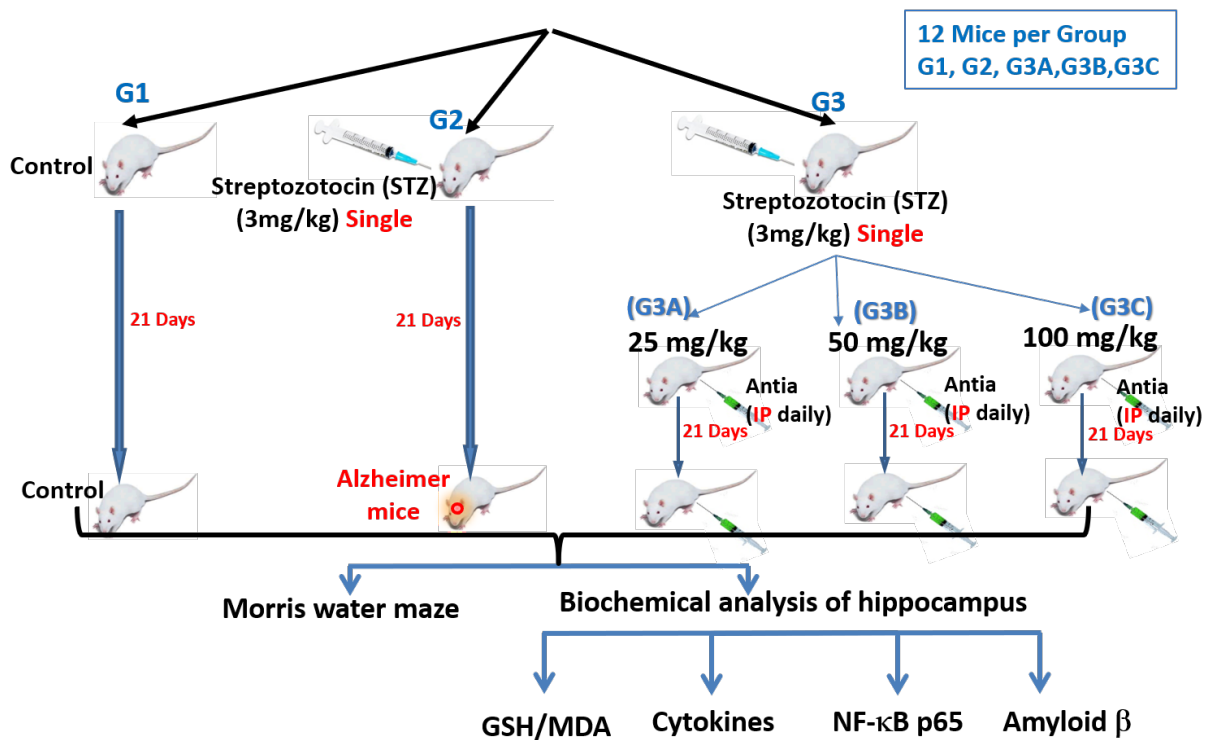 12 Mice per Group
G1, G2, G3A,G3B,G3C
G1
G2
G3
Control
Streptozotocin (STZ)
(3mg/kg) Single
Streptozotocin (STZ)
(3mg/kg) Single
21 Days
21 Days
(G3A)
25 mg/kg
Antia
(IP daily)
21 Days
(G3B)
50 mg/kg
Antia
(IP daily)
21 Days
(G3C)
100 mg/kg
Antia
(IP daily)
21 Days
Control
Alzheimer
mice
Morris water maze
Biochemical analysis of hippocampus
GSH/MDA
Cytokines
NF-κB p65
Amyloid β